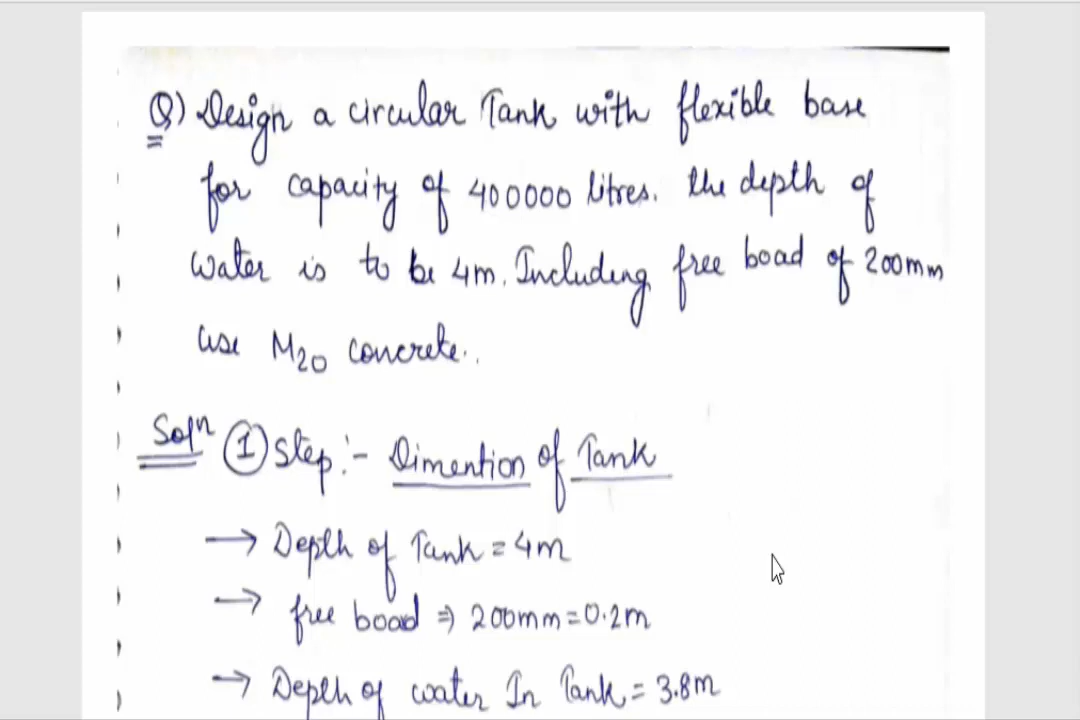 Q) Design a circular Tank with flexible base
for capacity of 400000 litres. the depth of
water is to be 4m. Including free boad of 200mm
use M20 concrete..
Solⁿ ① Step:- Dimention of Tank
→ Depth of Tank = 4m
→ free boad ⇒ 200mm = 0.2m
→ Depth of water In Tank = 3.8m